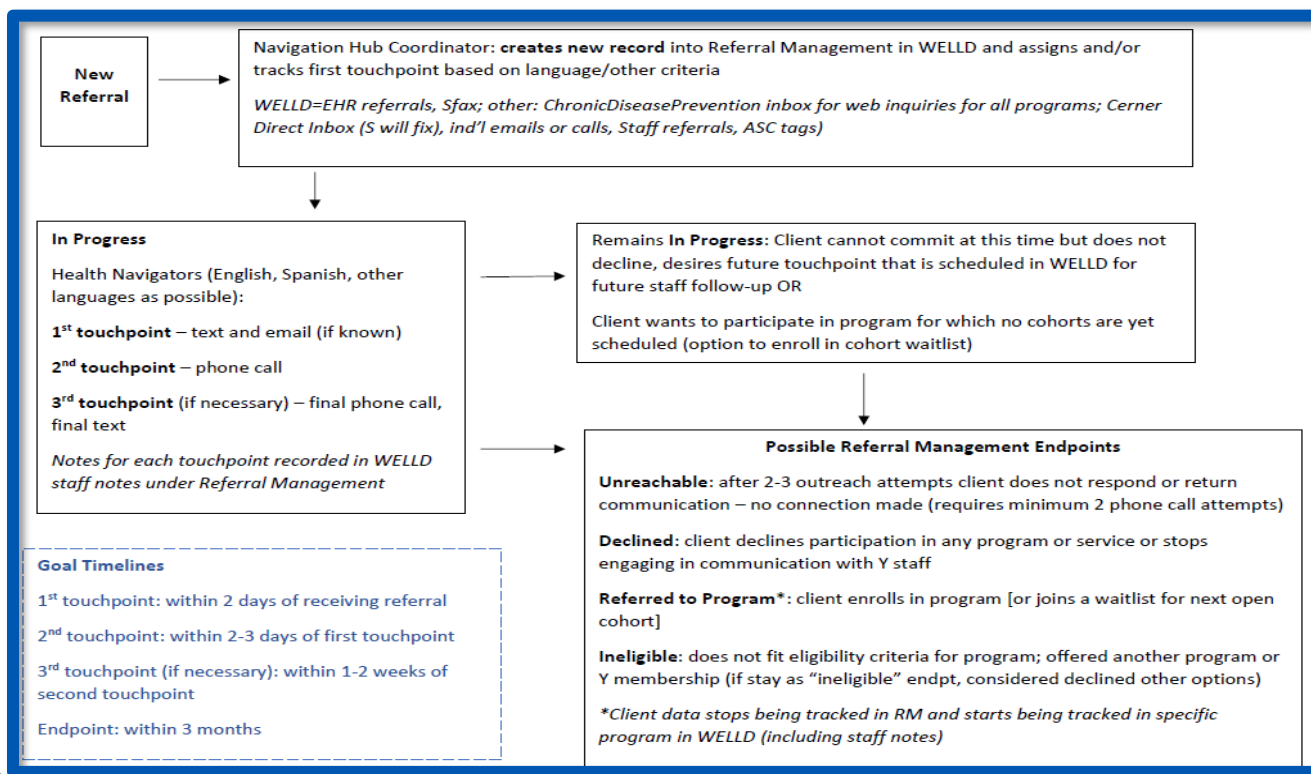 New
Referral
Navigation Hub Coordinator: creates new record into Referral Management in WELLD and assigns and/or
tracks first touchpoint based on language/other criteria
WELLD=EHR referrals, Sfax; other: ChronicDiseasePrevention inbox for web inquiries for all programs; Cerner
Direct Inbox (S will fix), ind'l emails or calls, Staff referrals, ASC tags)
In Progress
Health Navigators (English, Spanish, other
languages as possible):
1st touchpoint – text and email (if known)
2nd touchpoint – phone call
3rd touchpoint (if necessary) – final phone call,
final text
Notes for each touchpoint recorded in WELLD
staff notes under Referral Management
Remains In Progress: Client cannot commit at this time but does not
decline, desires future touchpoint that is scheduled in WELLD for
future staff follow-up OR
Client wants to participate in program for which no cohorts are yet
scheduled (option to enroll in cohort waitlist)
Goal Timelines
1st touchpoint: within 2 days of receiving referral
2nd touchpoint: within 2-3 days of first touchpoint
3rd touchpoint (if necessary): within 1-2 weeks of
second touchpoint
Endpoint: within 3 months
Possible Referral Management Endpoints
Unreachable: after 2-3 outreach attempts client does not respond or return
communication – no connection made (requires minimum 2 phone call attempts)
Declined: client declines participation in any program or service or stops
engaging in communication with Y staff
Referred to Program*: client enrolls in program [or joins a waitlist for next open
cohort]
Ineligible: does not fit eligibility criteria for program; offered another program or
Y membership (if stay as "ineligible" endpt, considered declined other options)
*Client data stops being tracked in RM and starts being tracked in specific
program in WELLD (including staff notes)